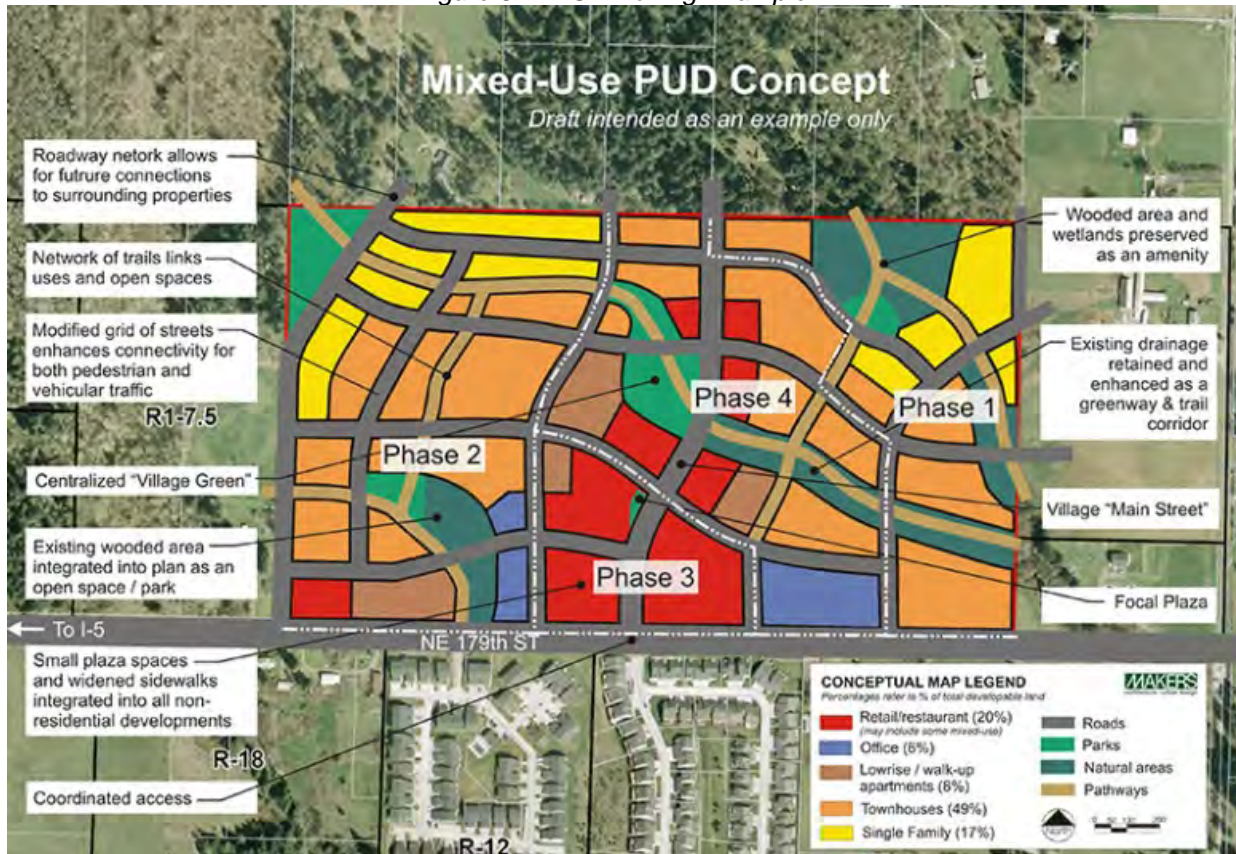 Mixed-Use PUD Concept
Draft intended as an example only
Roadway netork allows
for futrure connections
to surrounding properties
Network of trails links
uses and open spaces
Modified grid of streets
enhances connectivity for
both pedestrian and
vehicular traffic
R1-7.5
Centralized “Village Green”
Existing wooded area
integrated into plan as an
open space / park
← To I-5
NE 179th ST
Small plaza spaces
and widened sidewalks
integrated into all non-
residential developments
R-18
Coordinated access
R-12
Phase 2
Phase 4
Phase 1
Phase 3
Wooded area and
wetlands preserved
as an amenity
Existing drainage
retained and
enhanced as a
greenway & trail
corridor
Village “Main Street”
Focal Plaza
CONCEPTUAL MAP LEGEND
Percentages refer to % of total developable land
MAKERS
Retail/restaurant (20%)
(may include some mixed-use)
Office (6%)
Lowrise / walk-up
apartments (8%)
Townhouses (49%)
Single Family (17%)
Roads
Parks
Natural areas
Pathways
North
0 50 100 200